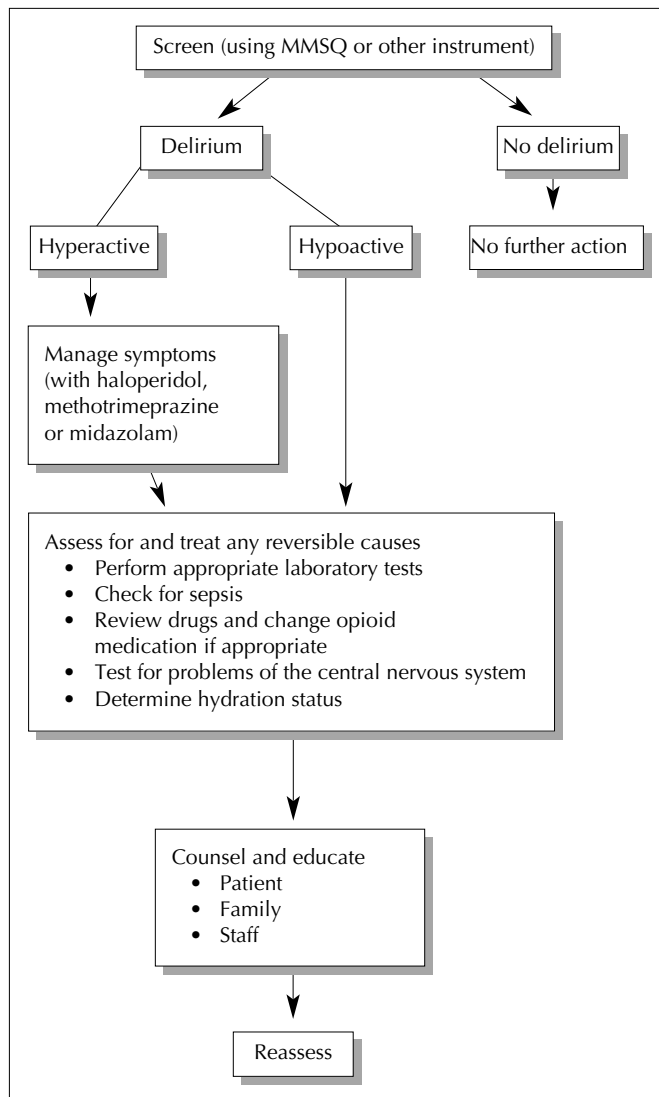 Screen (using MMSQ or other instrument)
Delirium
No delirium
Hyperactive
Hypoactive
No further action
Manage symptoms
(with haloperidol,
methotrimeprazine
or midazolam)
Assess for and treat any reversible causes
• Perform appropriate laboratory tests
• Check for sepsis
• Review drugs and change opioid
medication if appropriate
• Test for problems of the central nervous system
• Determine hydration status
Counsel and educate
• Patient
• Family
• Staff
Reassess